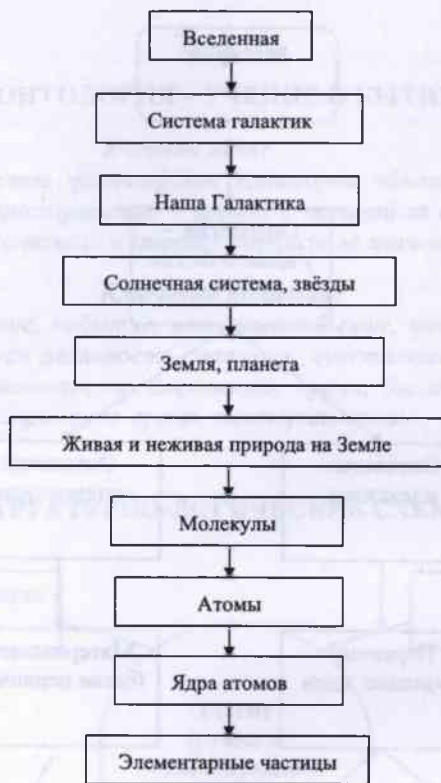 Вселенная
Система галактик
Наша Галактика
Солнечная система, звёзды
Земля, планета
Живая и неживая природа на Земле
Молекулы
Атомы
Ядра атомов
Элементарные частицы